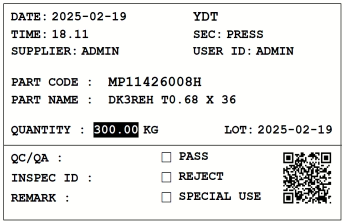 DATE: 2025-02-19 YDT
TIME: 18.11 SEC: PRESS
SUPPLIER: ADMIN USER ID: ADMIN
PART CODE : MP11426008H
PART NAME : DK3REH T0.68 X 36
QUANTITY : 300.00 KG LOT: 2025-02-19
QC/QA : ☐ PASS
INSPEC ID : ☐ REJECT
REMARK : ☐ SPECIAL USE